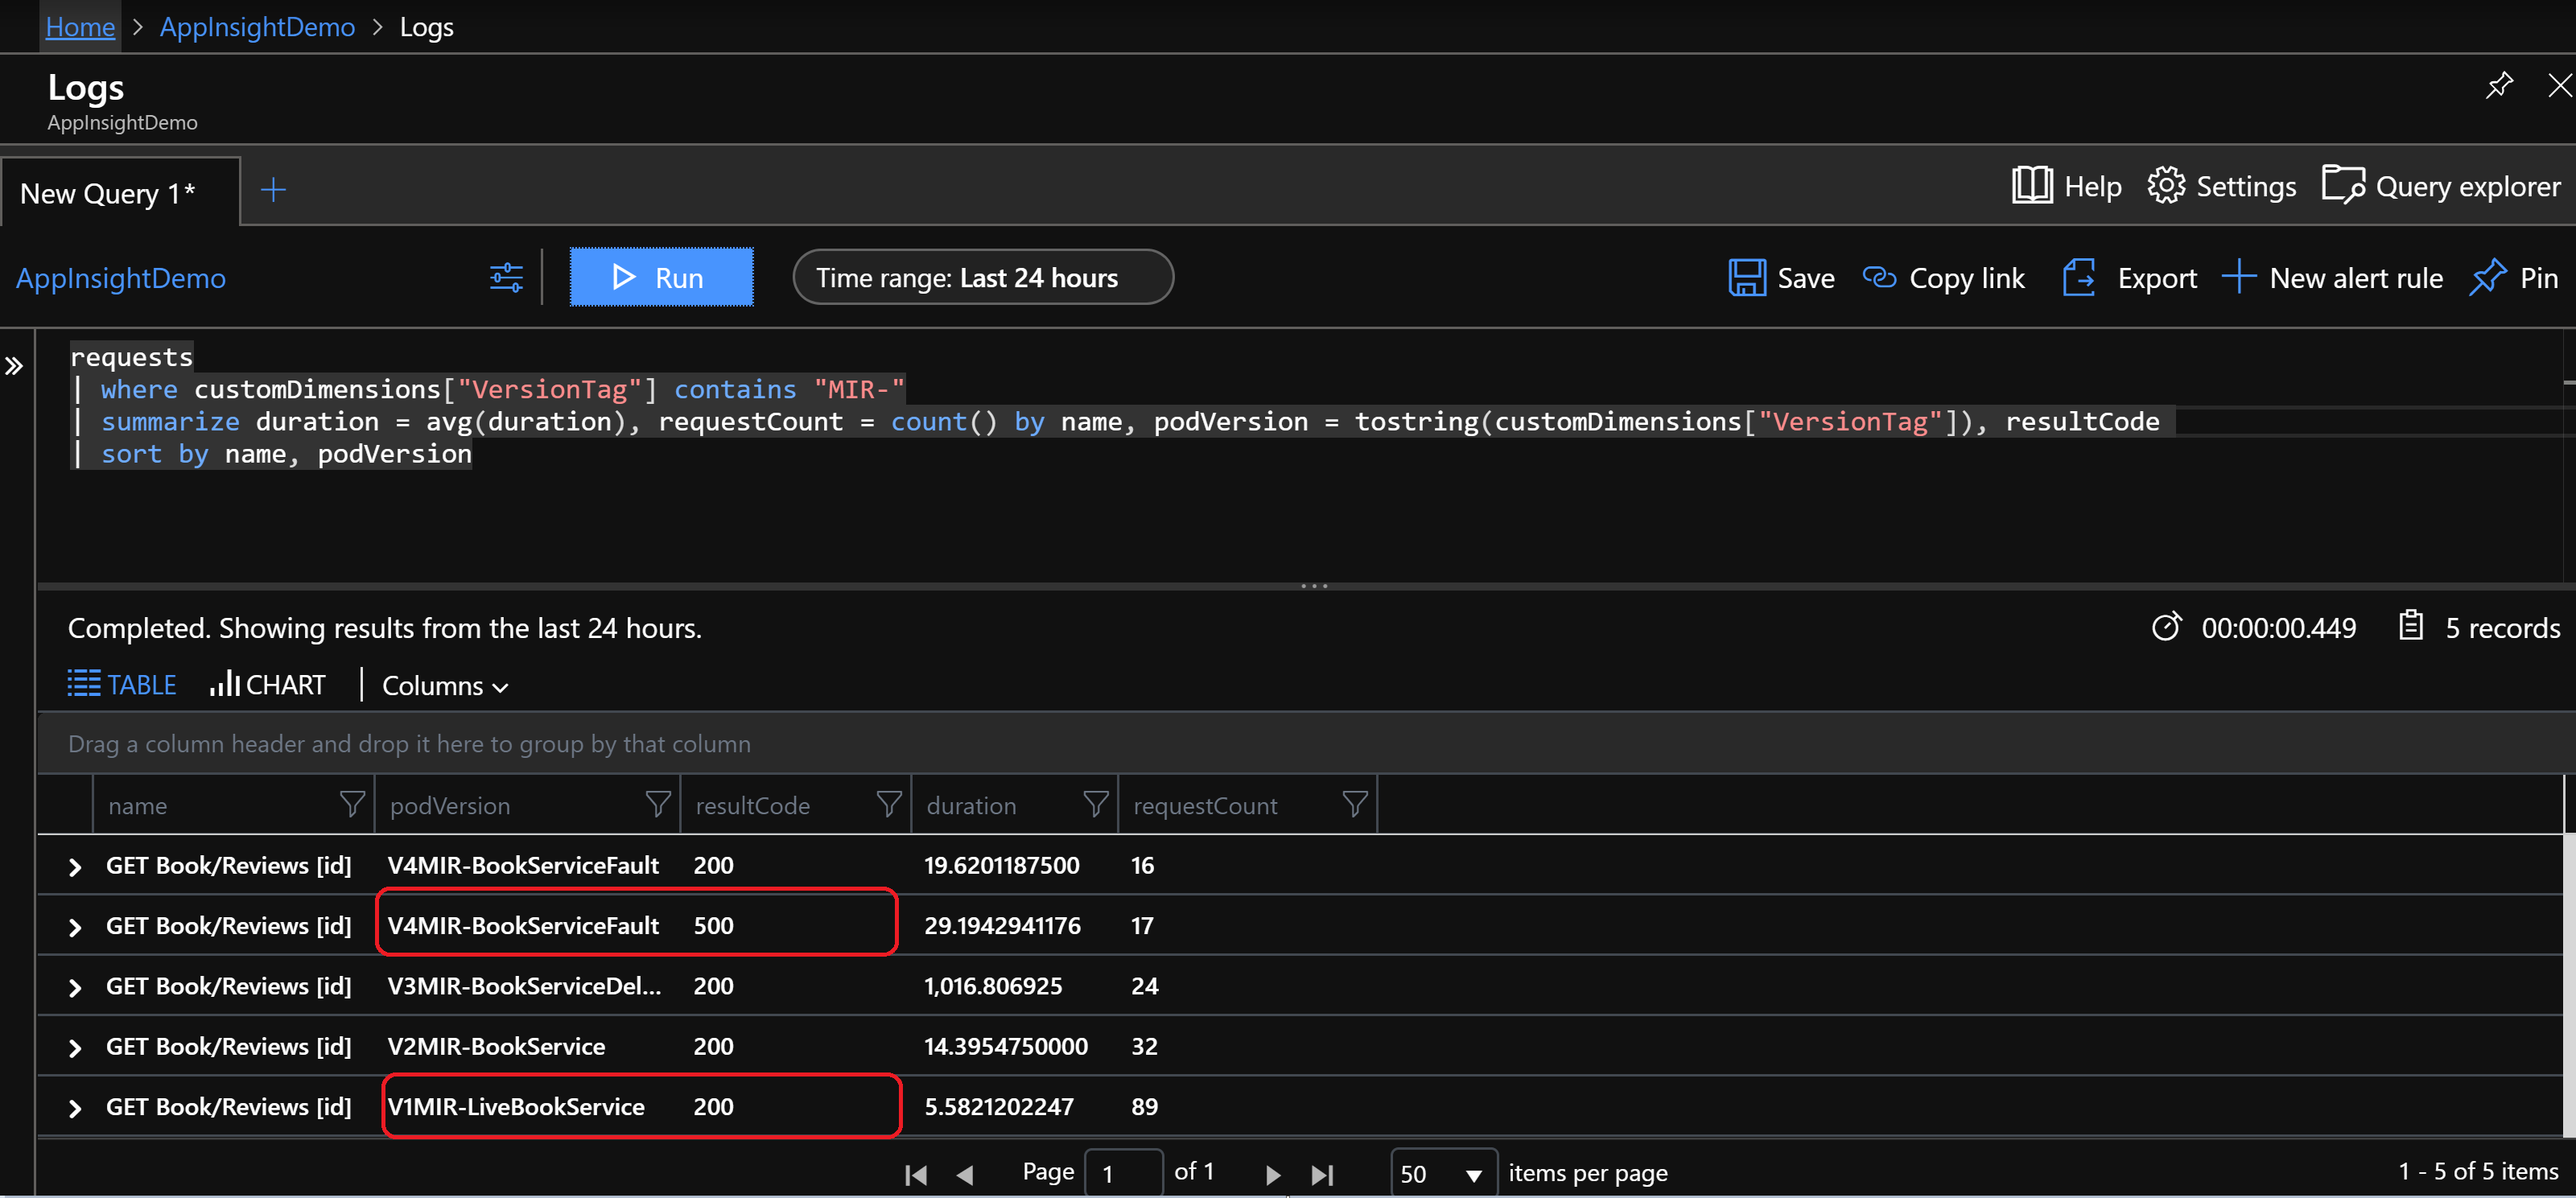 Home > AppInsightDemo > Logs
Logs
AppInsightDemo
New Query 1*
Help Settings Query explorer
AppInsightDemo Run Time range: Last 24 hours Save Copy link Export New alert rule Pin
requests
| where customDimensions["VersionTag"] contains "MIR-"
| summarize duration = avg(duration), requestCount = count() by name, podVersion = tostring(customDimensions["VersionTag"]), resultCode
| sort by name, podVersion
Completed. Showing results from the last 24 hours. 00:00:00.449 5 records
TABLE CHART Columns
Drag a column header and drop it here to group by that column
name podVersion resultCode duration requestCount
GET Book/Reviews [id] V4MIR-BookServiceFault 200 19.6201187500 16
GET Book/Reviews [id] V4MIR-BookServiceFault 500 29.1942941176 17
GET Book/Reviews [id] V3MIR-BookServiceDel... 200 1,016.806925 24
GET Book/Reviews [id] V2MIR-BookService 200 14.3954750000 32
GET Book/Reviews [id] V1MIR-LiveBookService 200 5.5821202247 89
Page 1 of 1 50 items per page 1 - 5 of 5 items